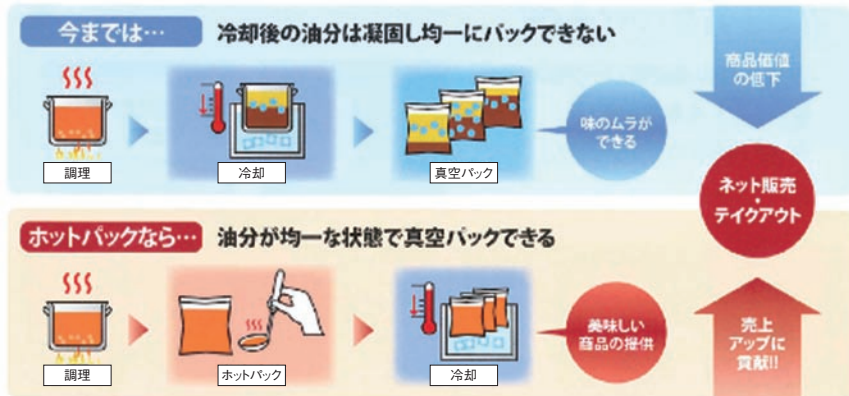 今までは…
冷却後の油分は凝固し均一にパックできない
調理
冷却
真空パック
味のムラが
できる
商品価値
の低下
ネット販売
・
テイクアウト
ホットパックなら…
油分が均一な状態で真空パックできる
調理
ホットパック
冷却
美味しい
商品の提供
売上
アップに
貢献!!